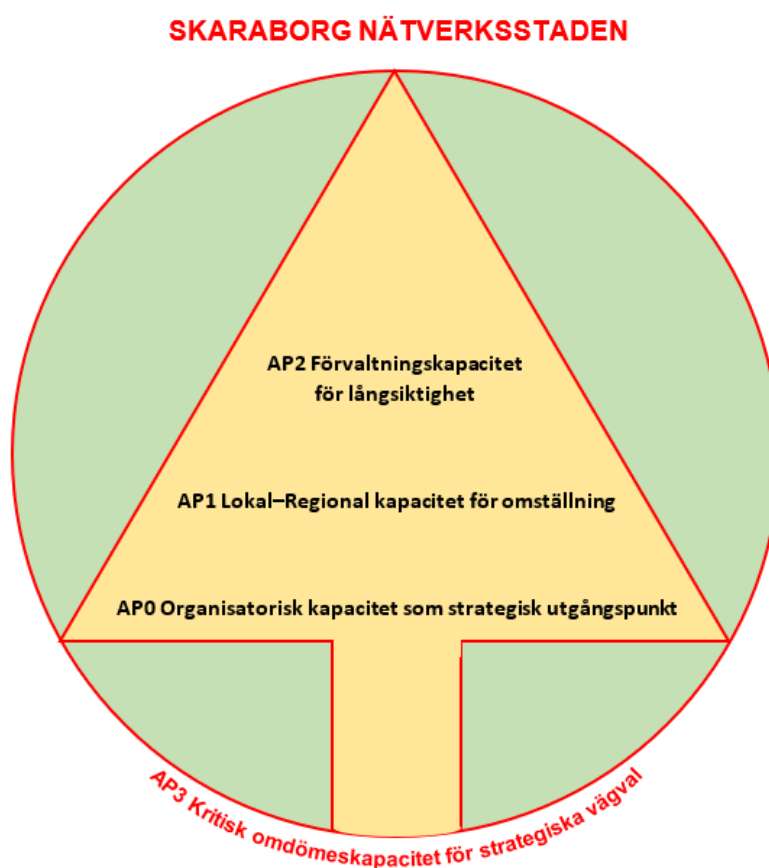 SKARABORG NÄTVERKSSTADEN
AP2 Förvaltningskapacitet
för långsiktighet
AP1 Lokal–Regional kapacitet för omställning
AP0 Organisatorisk kapacitet som strategisk utgångspunkt
AP3 Kritisk omdömeskapacitet för strategiska vägval